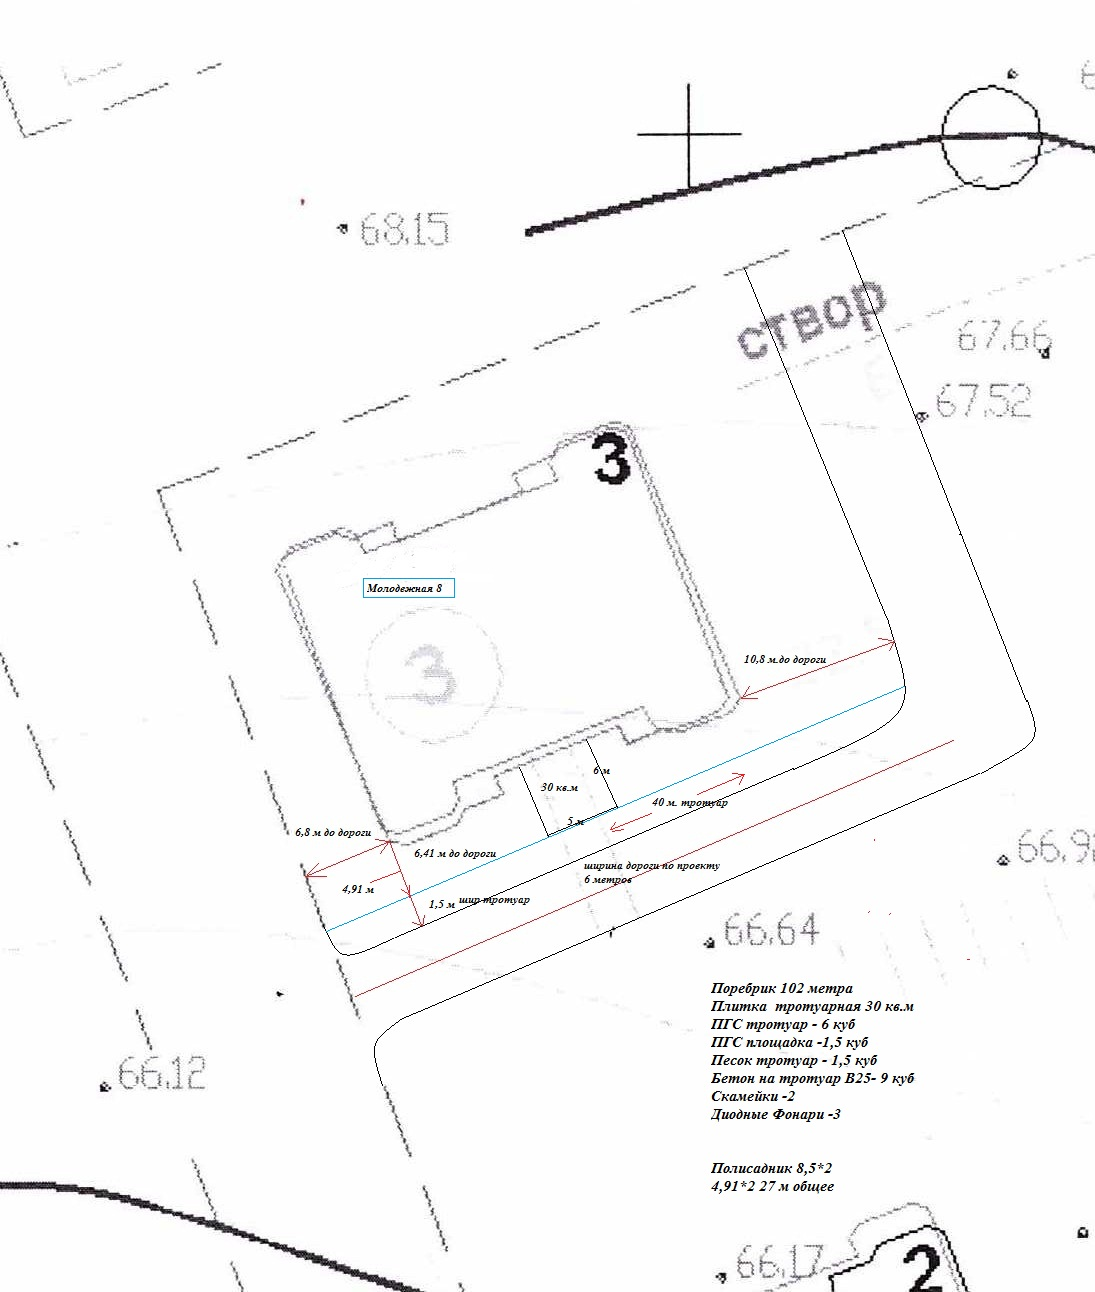 68,15
створ
67.66
67.52
3
Молодежная 8
3
10,8 м.до дороги
6 м
30 кв.м
5 м
40 м. тротуар
6,8 м до дороги
6,41 м до дороги
4,91 м
1,5 м шир тротуар
ширина дороги по проекту
6 метров
66.64
66.12
Поребрик 102 метра
Плитка тротуарная 30 кв.м
ПГС тротуар - 6 куб
ПГС площадка -1,5 куб
Песок тротуар - 1,5 куб
Бетон на тротуар В25- 9 куб
Скамейки -2
Диодные Фонари -3
Полисадник 8,5*2
4,91*2 27 м общее
66.17
2